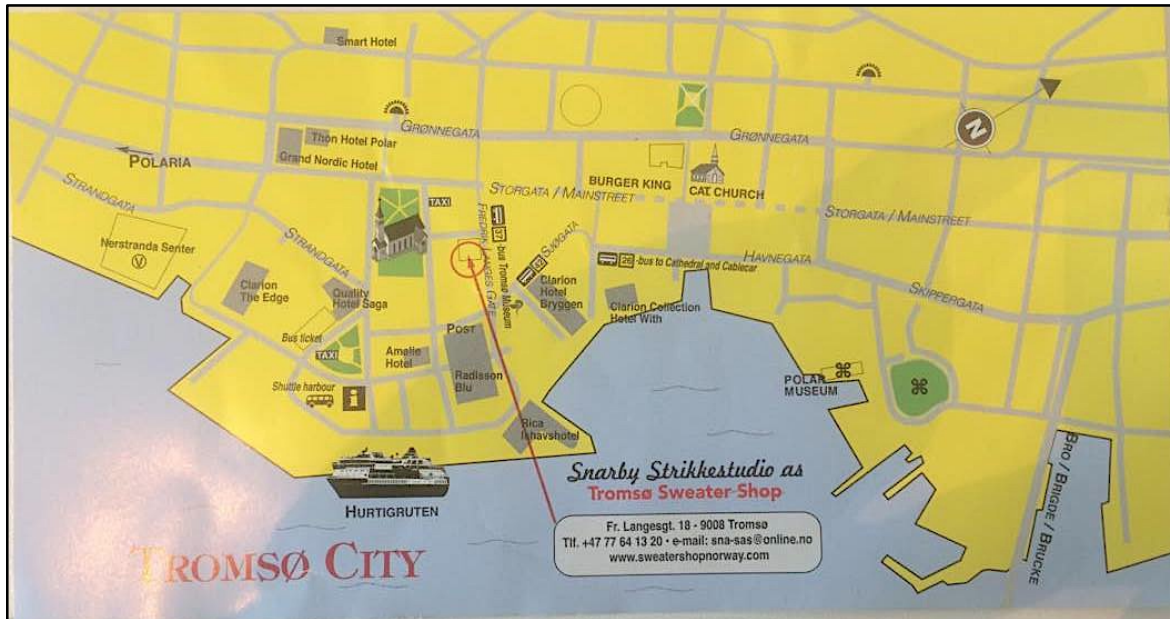 Smart Hotel
GRØNNEGATA
GRØNNEGATA
N
Thon Hotel Polar
Grand Nordic Hotel
POLARIA
BURGER KING
CAT. CHURCH
STORGATA / MAINSTREET
STORGATA / MAINSTREET
STRANDGATA
TAXI
FREDRIK LANGES GATE
37 -bus Tromsø Museum
42
SJØGATA
Nerstranda Senter
STRANDGATA
26 -bus to Cathedral and Cablecar
HAVNEGATA
SKIPPERGATA
Clarion
The Edge
Quality
Hotel Saga
Clarion
Hotel
Bryggen
Clarion Collection
Hotel With
Bus ticket
TAXI
POST
Amalie
Hotel
Radisson
Blu
POLAR
MUSEUM
Shuttle harbour
i
Rica
Ishavshotel
BRO / BRIGDE / BRUCKE
HURTIGRUTEN
Snarby Strikkestudio as
Tromsø Sweater Shop
Fr. Langesgt. 18 - 9008 Tromsø
Tlf. +47 77 64 13 20 • e-mail: sna-sas@online.no
www.sweatershopnorway.com
TROMSØ CITY